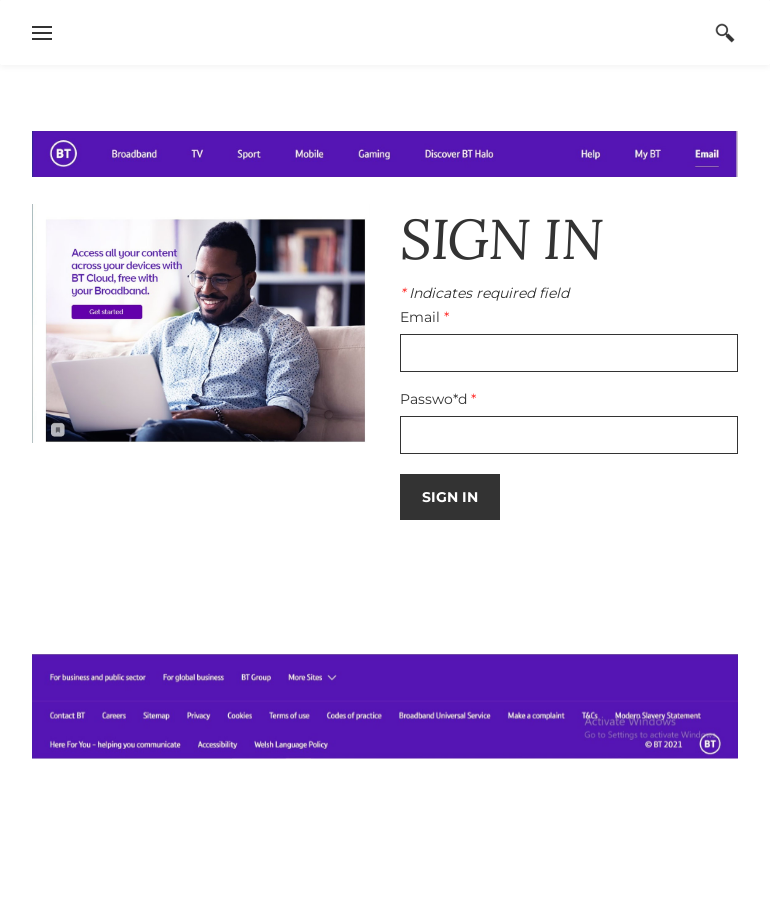 BT Broadband TV Sport Mobile Gaming Discover BT Halo Help My BT Email
Access all your content
across your devices with
BT Cloud, free with
your Broadband.
Get started
SIGN IN
* Indicates required field
Email *
Passwo*d *
SIGN IN
For business and public sector For global business BT Group More Sites
Contact BT Careers Sitemap Privacy Cookies Terms of use Codes of practice Broadband Universal Service Make a complaint T&Cs Modern Slavery Statement
Activate Windows
Go to Settings to activate Windows.
Here For You – helping you communicate Accessibility Welsh Language Policy © BT 2021 BT